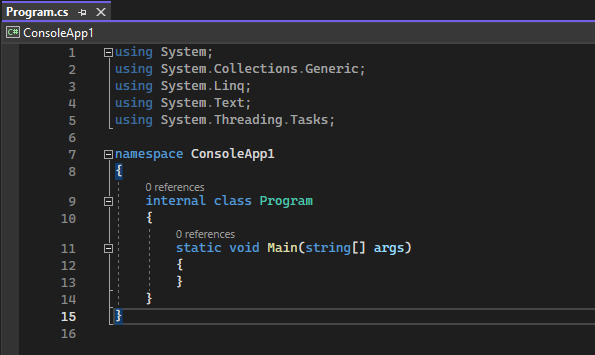 Program.cs
C# ConsoleApp1
1 using System;
2 using System.Collections.Generic;
3 using System.Linq;
4 using System.Text;
5 using System.Threading.Tasks;
6
7 namespace ConsoleApp1
8 {
0 references
9 internal class Program
10 {
0 references
11 static void Main(string[] args)
12 {
13 }
14 }
15 }
16